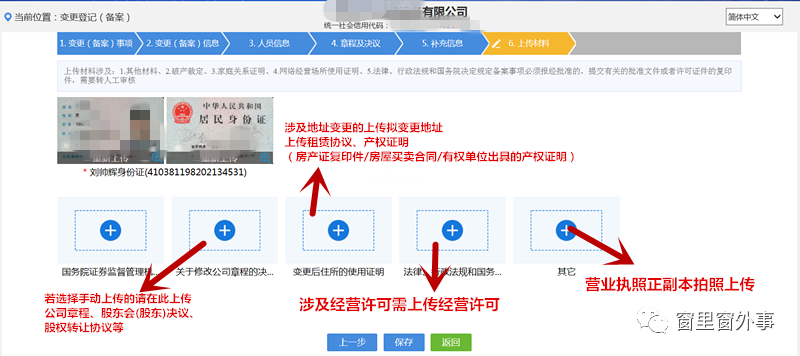 有限公司
当前位置：变更登记（备案）
统一社会信用代码：
简体中文
1. 变更（备案）事项
2. 变更（备案）信息
3. 人员信息
4. 章程及决议
5. 补充信息
6. 上传材料
上传材料涉及：1.其他材料、2.破产裁定、3.家庭关系证明、4.网络经营场所使用证明、5.法律、行政法规和国务院决定规定备案事项必须报经批准的，提交有关的批准文件或者许可证件的复印
件，需要转人工审核
中华人民共和国
居民身份证
涉及地址变更的上传拟变更地址
上传租赁协议、产权证明
（房产证复印件/房屋买卖合同/有权单位出具的产权证明）
* 刘帅辉身份证(410381198202134531)
国务院证券监督管理机...
关于修改公司章程的决...
变更后住所的使用证明
法律、行政法规和国务...
其它
若选择手动上传的请在此上传
公司章程、股东会(股东)决议、
股权转让协议等
涉及经营许可需上传经营许可
营业执照正副本拍照上传
窗里窗外事
上一步
保存
返回